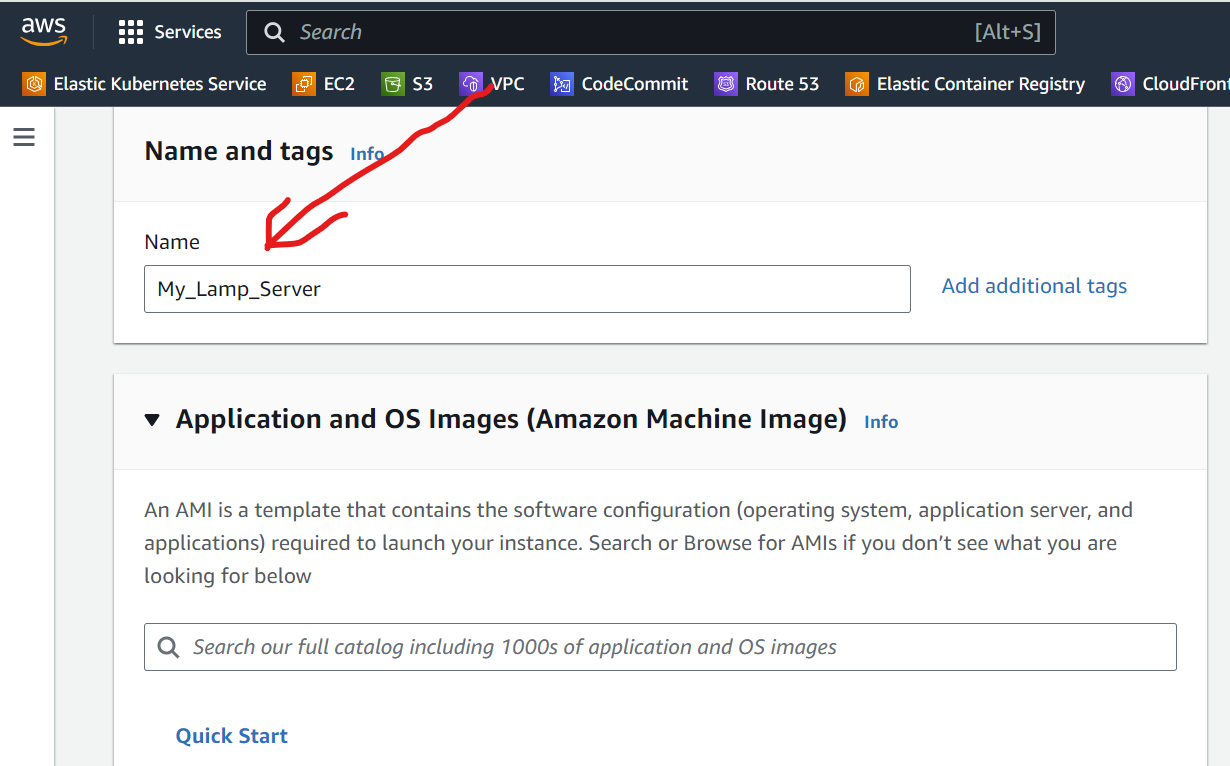 aws Services Search [Alt+S]
Elastic Kubernetes Service EC2 S3 VPC CodeCommit Route 53 Elastic Container Registry CloudFront
Name and tags Info
Name
My_Lamp_Server Add additional tags
Application and OS Images (Amazon Machine Image) Info
An AMI is a template that contains the software configuration (operating system, application server, and
applications) required to launch your instance. Search or Browse for AMIs if you don’t see what you are
looking for below
Search our full catalog including 1000s of application and OS images
Quick Start